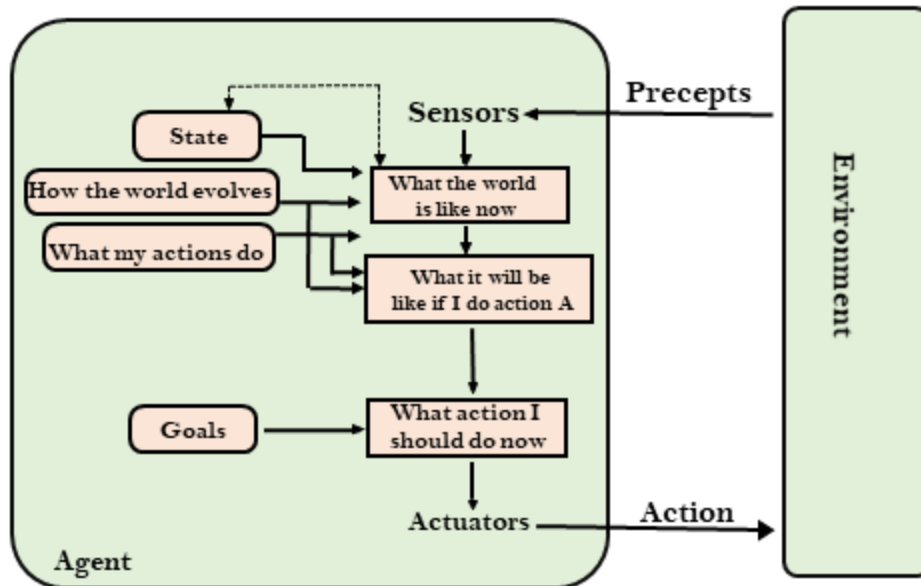 Precepts
Sensors
State
How the world evolves
What the world
is like now
What my actions do
What it will be
like if I do action A
Goals
What action I
should do now
Actuators
Action
Agent
Environment